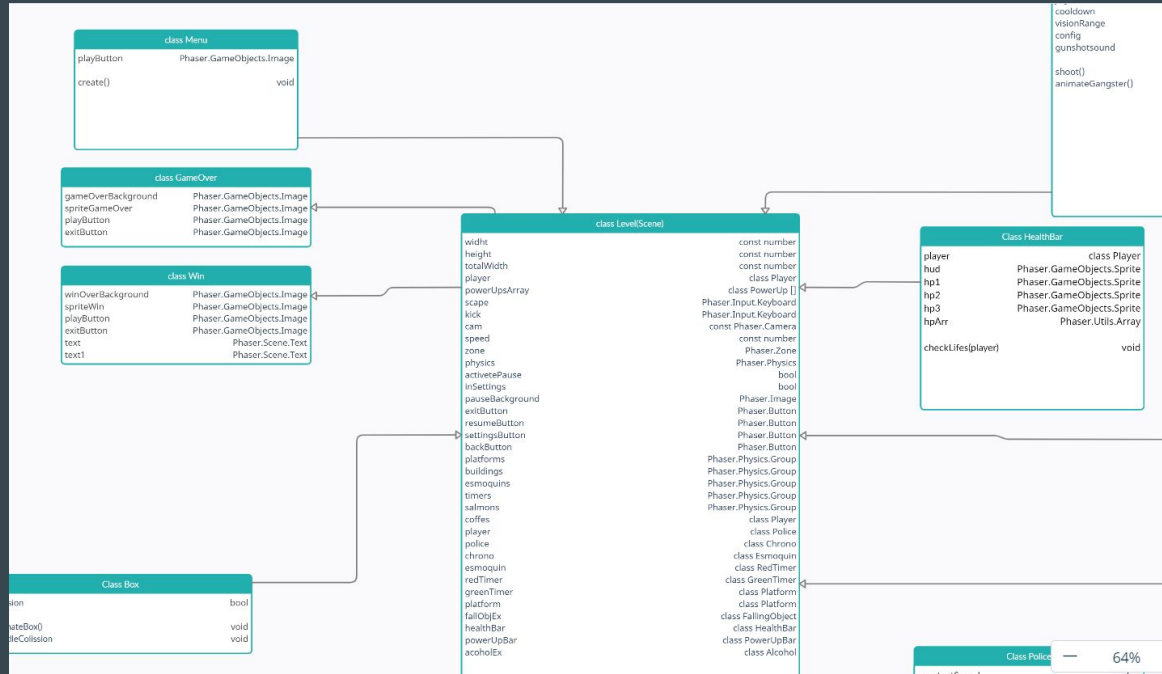 class Menu
playButton Phaser.GameObjects.Image
create() void
class GameOver
gameOverBackground Phaser.GameObjects.Image
spriteGameOver Phaser.GameObjects.Image
playButton Phaser.GameObjects.Image
exitButton Phaser.GameObjects.Image
class Win
winOverBackground Phaser.GameObjects.Image
spriteWIn Phaser.GameObjects.Image
playButton Phaser.GameObjects.Image
exitButton Phaser.GameObjects.Image
text Phaser.Scene.Text
text1 Phaser.Scene.Text
Class Box
sion bool
nateBox() void
dleColission void
class Level(Scene)
widht const number
height const number
totalWidth const number
player class Player
powerUpsArray class PowerUp []
scape Phaser.Input.Keyboard
kick Phaser.Input.Keyboard
cam const Phaser.Camera
speed const number
zone Phaser.Zone
physics Phaser.Physics
activetePause bool
inSettings bool
pauseBackground Phaser.Image
exitButton Phaser.Button
resumeButton Phaser.Button
settingsButton Phaser.Button
backButton Phaser.Button
platforms Phaser.Physics.Group
buildings Phaser.Physics.Group
esmoquins Phaser.Physics.Group
timers Phaser.Physics.Group
salmons Phaser.Physics.Group
coffes class Player
player class Police
police class Chrono
chrono class Esmoquin
esmoquin class RedTimer
redTimer class GreenTimer
greenTimer class Platform
platform class Platform
fallObjEx class FallingObject
healthBar class HealthBar
powerUpBar class PowerUpBar
acoholEx class Alcohol
cooldown
visionRange
config
gunshotsound
shoot()
animateGangster()
Class HealthBar
player class Player
hud Phaser.GameObjects.Sprite
hp1 Phaser.GameObjects.Sprite
hp2 Phaser.GameObjects.Sprite
hp3 Phaser.GameObjects.Sprite
hpArr Phaser.Utils.Array
checkLifes(player) void
Class Police
64%